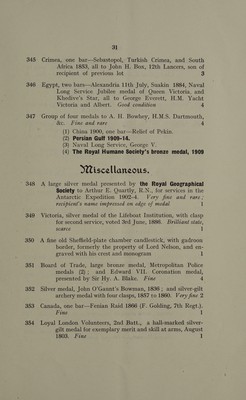 31
345 Crimea, one bar—Sebastopol, Turkish Crimea, and South
Africa 1853, all to John H. Box, 12th Lancers, son of
recipient of previous lot 3
346 Egypt, two bars—Alexandria 11th July, Suakin 1884, Naval
Long Service Jubilee medal of Queen Victoria, and
Khedive's Star, all to George Everett, H.M. Yacht
Victoria and Albert. Good condition 4
347 Group of four medals to A. H. Bowhey, H.M.S. Dartmouth,
&c. Fine and rare 4
(1) China 1900, one bar—Relief of Pekin.
(2) Persian Gulf 1909-14.
(3) Naval Long Service, George V.
(4) The Royal Humane Society's bronze medal, 1909
Miscellaneous.
348 A large silver medal presented by the Royal Geographical
Society to Arthur E. Quartly, R.N., for services in the
Antarctic Expedition 1902-4. Very fine and rare;
recipient's name impressed on edge of medal 1
349 Victoria, silver medal of the Lifeboat Institution, with clasp
for second service, voted 3rd June, 1886. Brilliant state,
scarce 1
350 A fine old Sheffield-plate chamber candlestick, with gadroon
border, formerly the property of Lord Nelson, and en-
graved with his crest and monogram 1
351 Board of Trade, large bronze medal, Metropolitan Police
medals (2); and Edward VII. Coronation medal,
presented by Sir Hy. A. Blake. Fine 4
352 Silver medal, John O'Gaunt's Bowman, 1836; and silver-gilt
archery medal with four clasps, 1857 to 1860. Very fine 2
353 Canada, one bar—Fenian Raid 1866 (F. Golding, 7th Regt.).
Fine 1
354 Loyal London Volunteers, 2nd Batt., a hall-marked silver-
gilt medal for exemplary merit and skill at arms, August
1805. Fine 1